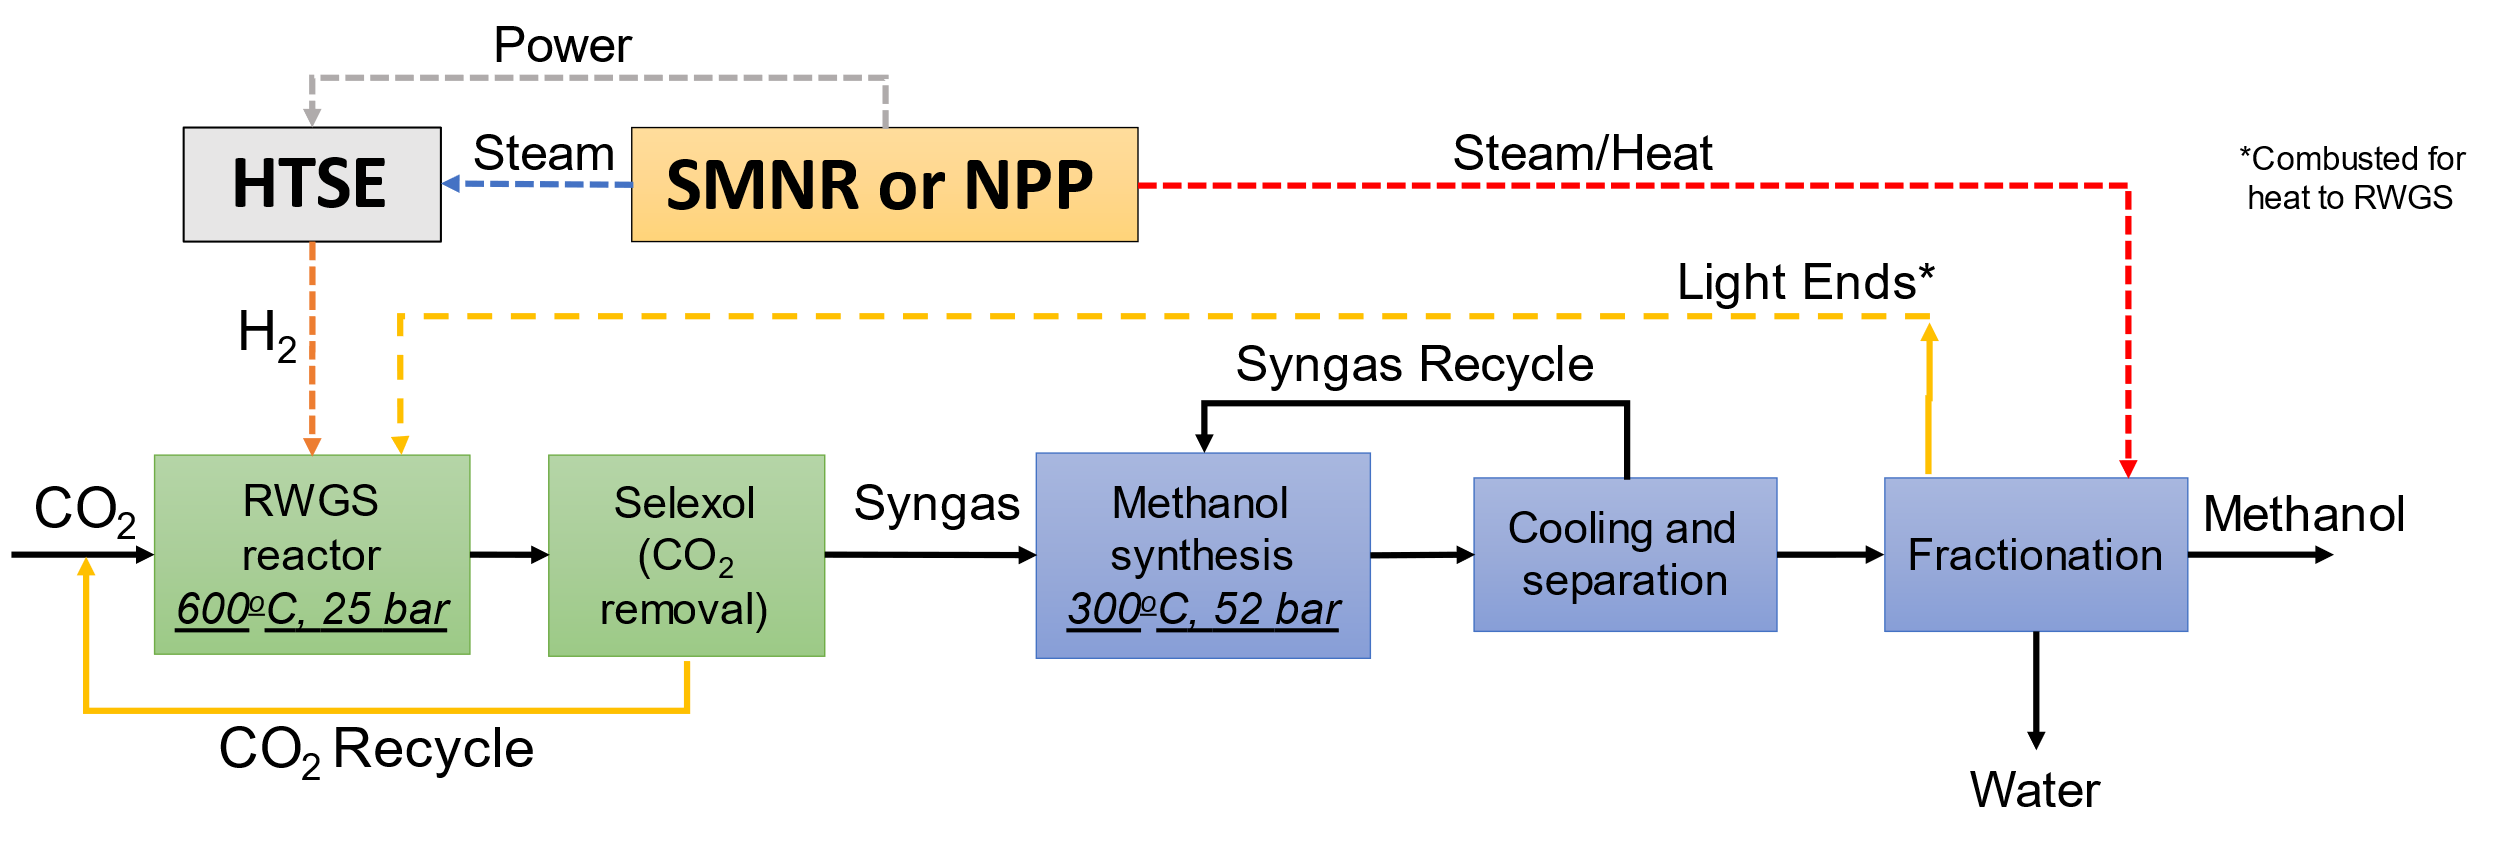 Power
HTSE
Steam
SMNR or NPP
Steam/Heat
*Combusted for
heat to RWGS
Light Ends*
H2
Syngas Recycle
CO2
RWGS
reactor
600oC, 25 bar
Selexol
(CO2
removal)
Syngas
Methanol
synthesis
300oC, 52 bar
Cooling and
separation
Fractionation
Methanol
CO2 Recycle
Water